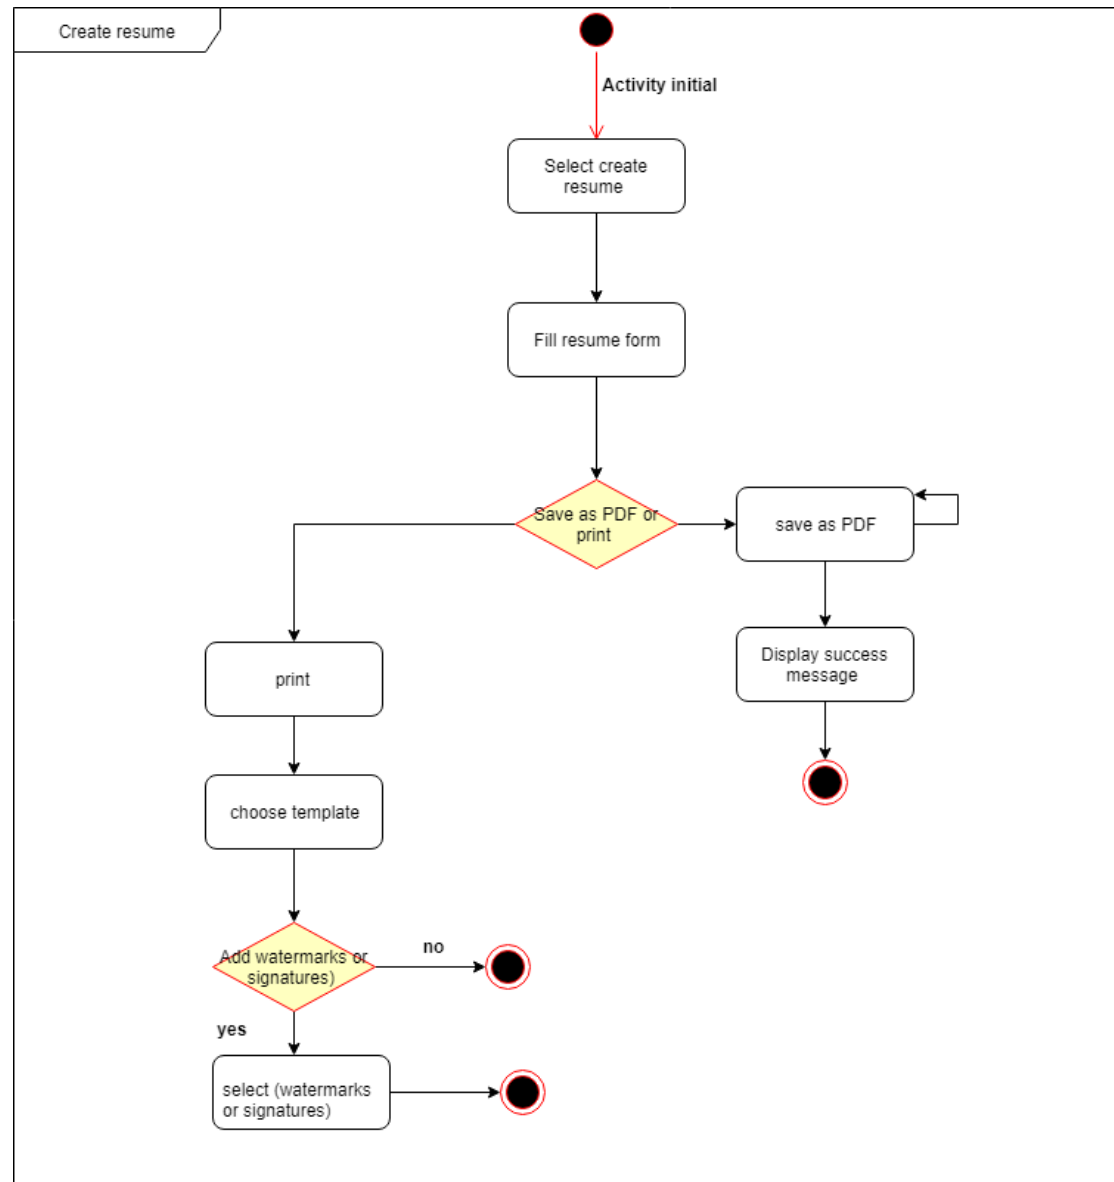 Create resume
Activity initial
Select create
resume
Fill resume form
Save as PDF or
print
save as PDF
Display success
message
print
choose template
Add watermarks or
signatures)
no
yes
select (watermarks
or signatures)